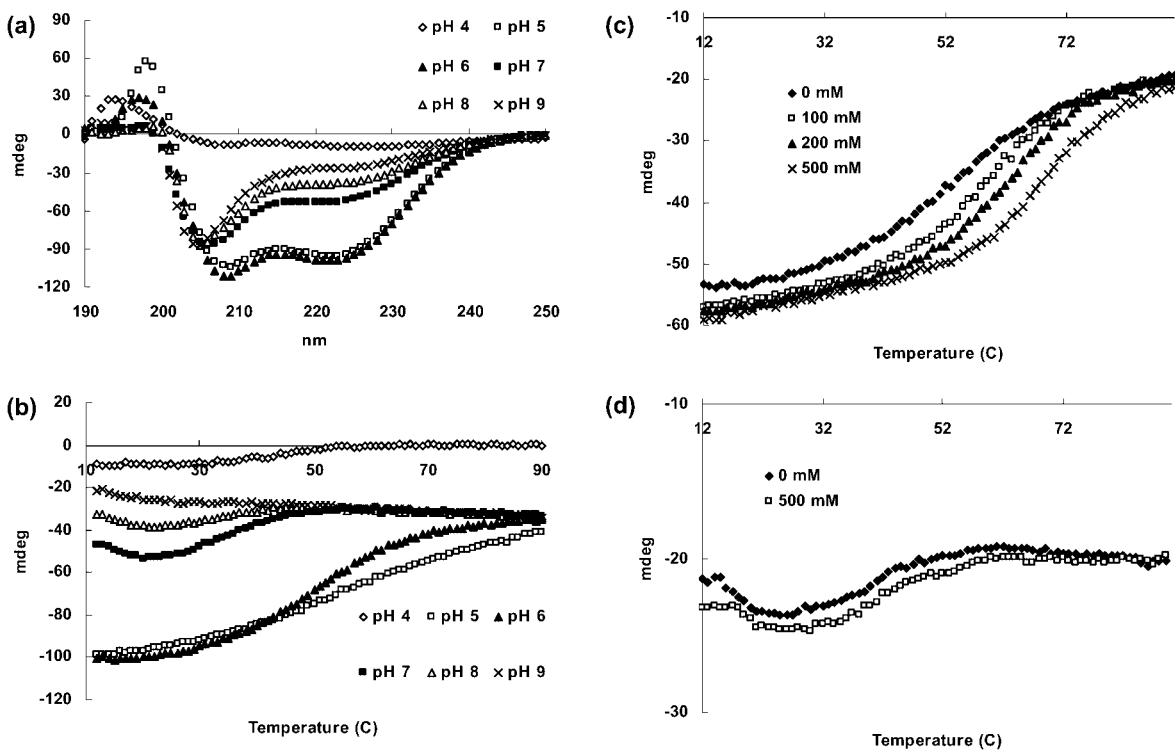 (a)
mdeg
90
60
30
0
-30
-60
-90
-120
190 200 210 220 230 240 250
nm
pH 4 pH 5
pH 6 pH 7
pH 8 pH 9
(b)
mdeg
20
0
-20
-40
-60
-80
-100
-120
10 30 50 70 90
pH 4 pH 5 pH 6
pH 7 pH 8 pH 9
Temperature (C)
(c)
mdeg
-10
-20
-30
-40
-50
-60
12 32 52 72
0 mM
100 mM
200 mM
500 mM
Temperature (C)
(d)
mdeg
-10
-20
-30
12 32 52 72
0 mM
500 mM
Temperature (C)